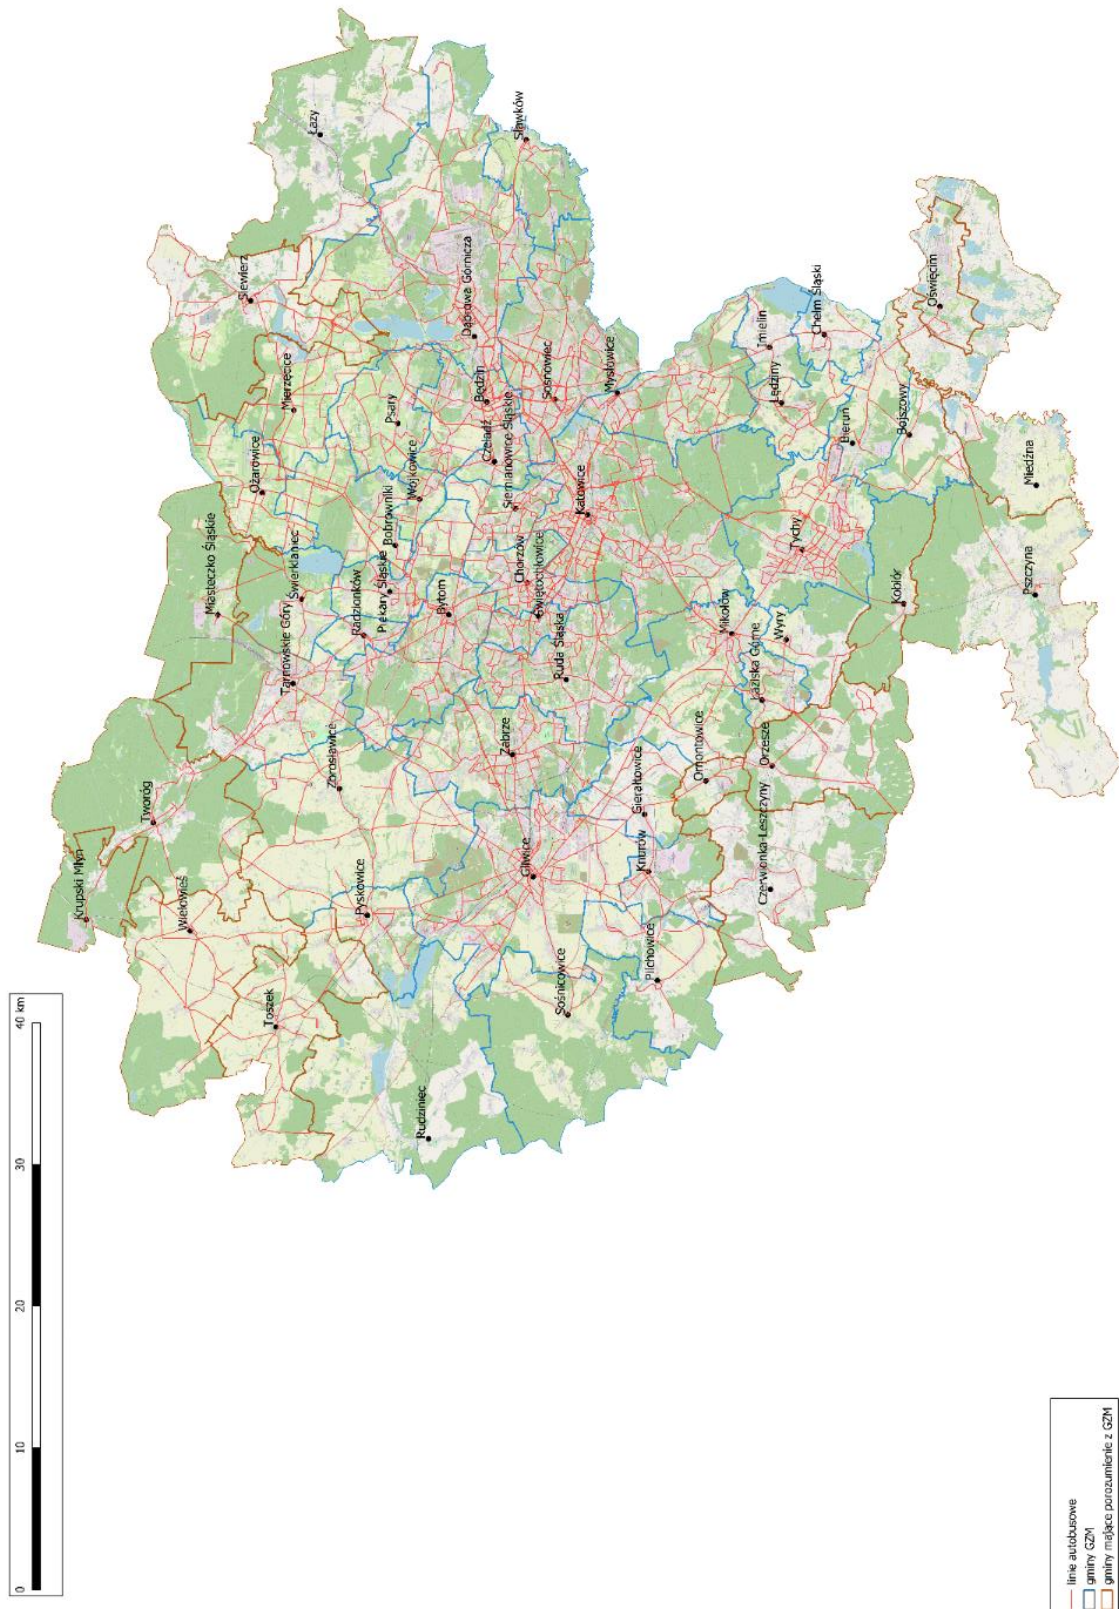 Krupski Młyn
Tworóg
Wielowieś
Miasteczko Śląskie
Ożarowice
Siewierz
Łazy
Toszek
Tarnowskie Góry
Świerklaniec
Mierzęcice
Zbrosławice
Pyskowice
Radzionków
Piekary Śląskie
Bobrowniki
Wojkowice
Psary
Rudziniec
Bytom
Czeladź
Będzin
Dąbrowa Górnicza
Sławków
Gliwice
Zabrze
Świętochłowice
Chorzów
Siemianowice Śląskie
Sosnowiec
Sośnicowice
Ruda Śląska
Katowice
Mysłowice
Pilchowice
Knurów
Gierałtowice
Ornontowice
Mikołów
Czerwionka-Leszczyny
Orzesze
Łaziska Górne
Wyry
Tychy
Lędziny
Imielin
Chełm Śląski
Bieruń
Bojszowy
Kobiór
Oświęcim
Pszczyna
Miedźna
0
10
20
30
40 km
linie autobusowe
gminy GZM
gminy mające porozumienie z GZM